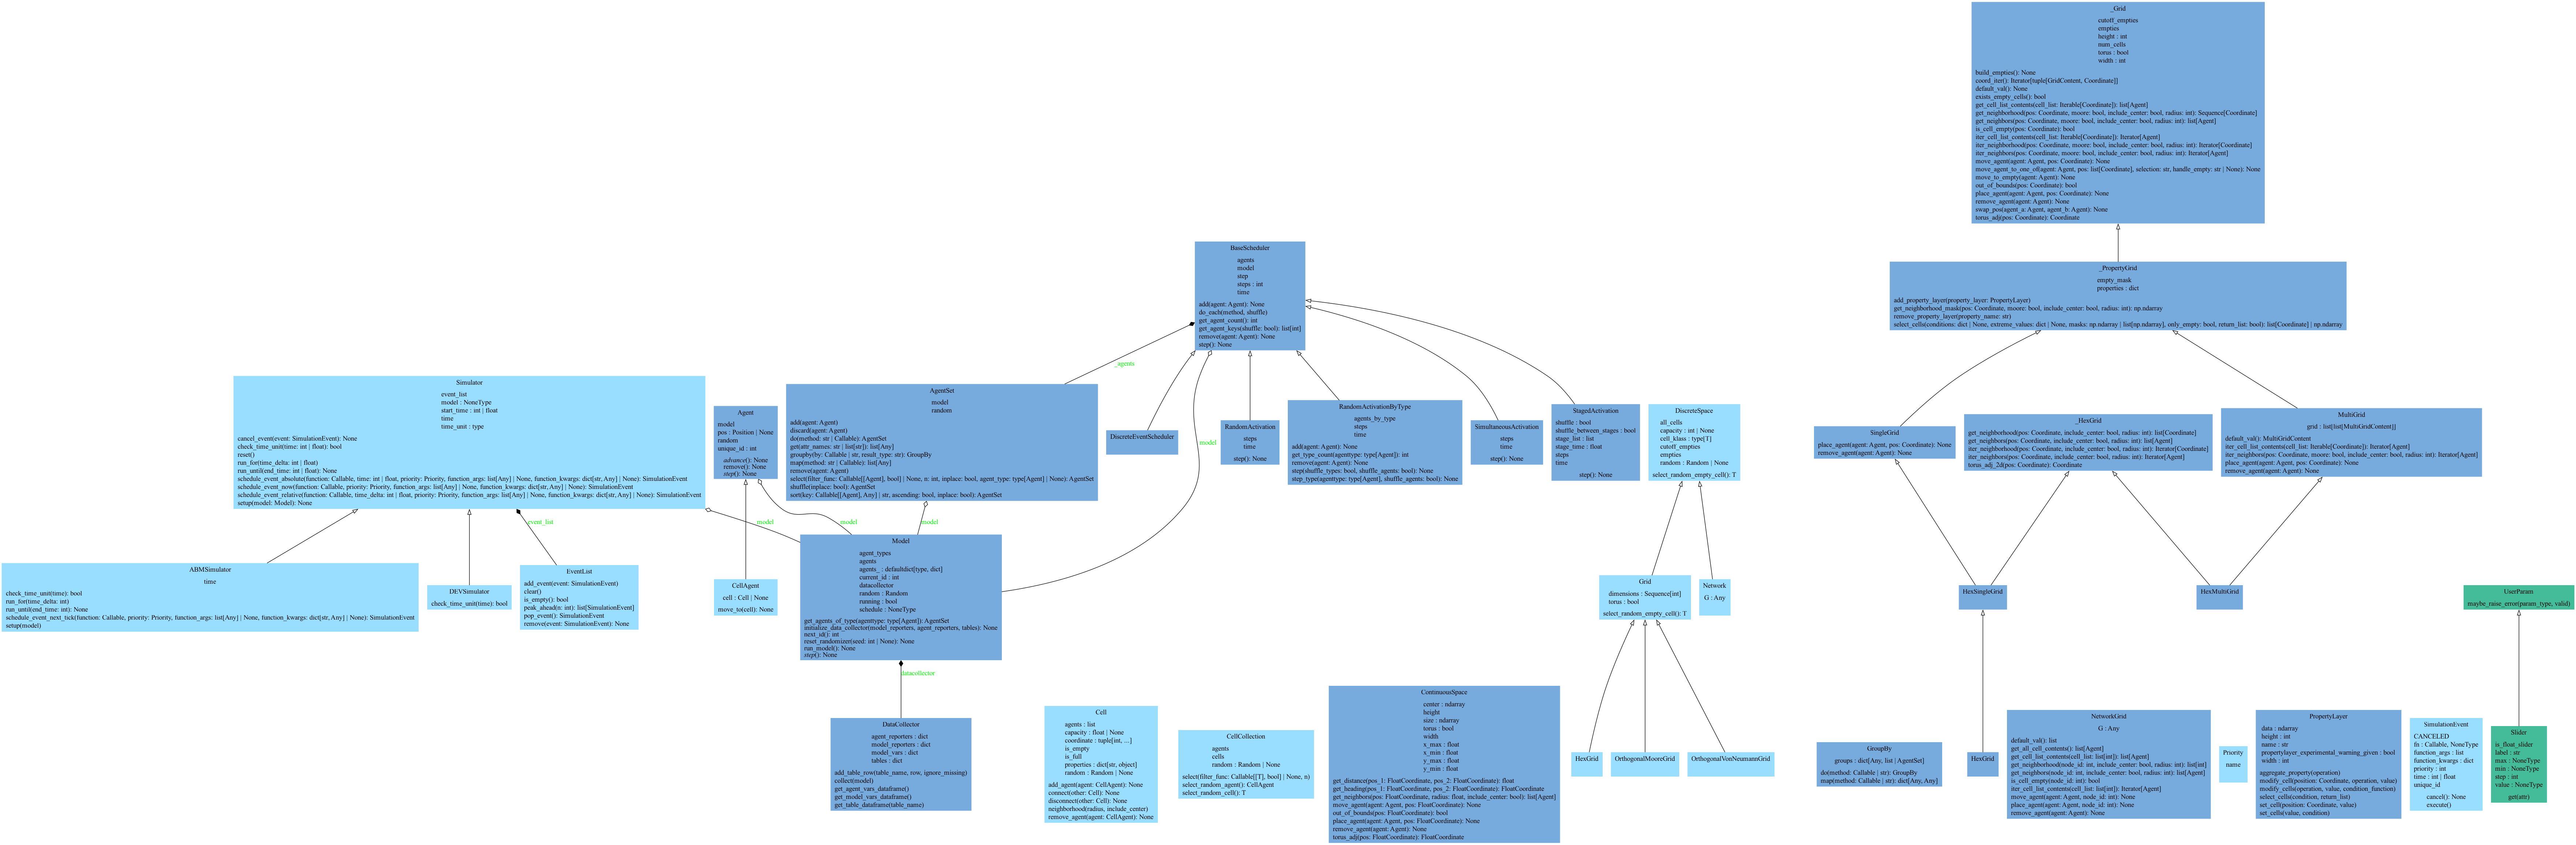 _Grid
cutoff_empties
empties
height : int
num_cells
torus : bool
width : int
build_empties(): None
coord_iter(): Iterator[tuple[GridContent, Coordinate]]
default_val(): None
exists_empty_cells(): bool
get_cell_list_contents(cell_list: Iterable[Coordinate]): list[Agent]
get_neighborhood(pos: Coordinate, moore: bool, include_center: bool, radius: int): Sequence[Coordinate]
get_neighbors(pos: Coordinate, moore: bool, include_center: bool, radius: int): list[Agent]
is_cell_empty(pos: Coordinate): bool
iter_cell_list_contents(cell_list: Iterable[Coordinate]): Iterator[Agent]
iter_neighborhood(pos: Coordinate, moore: bool, include_center: bool, radius: int): Iterator[Coordinate]
iter_neighbors(pos: Coordinate, moore: bool, include_center: bool, radius: int): Iterator[Agent]
move_agent(agent: Agent, pos: Coordinate): None
move_agent_to_one_of(agent: Agent, pos: list[Coordinate], selection: str, handle_empty: str | None): None
move_to_empty(agent: Agent): None
out_of_bounds(pos: Coordinate): bool
place_agent(agent: Agent, pos: Coordinate): None
remove_agent(agent: Agent): None
swap_pos(agent_a: Agent, agent_b: Agent): None
torus_adj(pos: Coordinate): Coordinate
BaseScheduler
agents
model
step
steps : int
time
add(agent: Agent): None
do_each(method, shuffle)
get_agent_count(): int
get_agent_keys(shuffle: bool): list[int]
remove(agent: Agent): None
step(): None
_PropertyGrid
empty_mask
properties : dict
add_property_layer(property_layer: PropertyLayer)
get_neighborhood_mask(pos: Coordinate, moore: bool, include_center: bool, radius: int): np.ndarray
remove_property_layer(property_name: str)
select_cells(conditions: dict | None, extreme_values: dict | None, masks: np.ndarray | list[np.ndarray], only_empty: bool, return_list: bool): list[Coordinate] | np.ndarray
_agents
model
Simulator
event_list
model : NoneType
start_time : int | float
time
time_unit : type
cancel_event(event: SimulationEvent): None
check_time_unit(time: int | float): bool
reset()
run_for(time_delta: int | float)
run_until(end_time: int | float): None
schedule_event_absolute(function: Callable, time: int | float, priority: Priority, function_args: list[Any] | None, function_kwargs: dict[str, Any] | None): SimulationEvent
schedule_event_now(function: Callable, priority: Priority, function_args: list[Any] | None, function_kwargs: dict[str, Any] | None): SimulationEvent
schedule_event_relative(function: Callable, time_delta: int | float, priority: Priority, function_args: list[Any] | None, function_kwargs: dict[str, Any] | None): SimulationEvent
setup(model: Model): None
Agent
model
pos : Position | None
random
unique_id : int
advance(): None
remove(): None
step(): None
AgentSet
model
random
add(agent: Agent)
discard(agent: Agent)
do(method: str | Callable): AgentSet
get(attr_names: str | list[str]): list[Any]
groupby(by: Callable | str, result_type: str): GroupBy
map(method: str | Callable): list[Any]
remove(agent: Agent)
select(filter_func: Callable[[Agent], bool] | None, n: int, inplace: bool, agent_type: type[Agent] | None): AgentSet
shuffle(inplace: bool): AgentSet
sort(key: Callable[[Agent], Any] | str, ascending: bool, inplace: bool): AgentSet
DiscreteEventScheduler
RandomActivation
steps
time
step(): None
RandomActivationByType
agents_by_type
steps
time
add(agent: Agent): None
get_type_count(agenttype: type[Agent]): int
remove(agent: Agent): None
step(shuffle_types: bool, shuffle_agents: bool): None
step_type(agenttype: type[Agent], shuffle_agents: bool): None
SimultaneousActivation
steps
time
step(): None
StagedActivation
shuffle : bool
shuffle_between_stages : bool
stage_list : list
stage_time : float
steps
time
step(): None
DiscreteSpace
all_cells
capacity : int | None
cell_klass : type[T]
cutoff_empties
empties
random : Random | None
select_random_empty_cell(): T
SingleGrid
place_agent(agent: Agent, pos: Coordinate): None
remove_agent(agent: Agent): None
_HexGrid
get_neighborhood(pos: Coordinate, include_center: bool, radius: int): list[Coordinate]
get_neighbors(pos: Coordinate, include_center: bool, radius: int): list[Agent]
iter_neighborhood(pos: Coordinate, include_center: bool, radius: int): Iterator[Coordinate]
iter_neighbors(pos: Coordinate, include_center: bool, radius: int): Iterator[Agent]
torus_adj_2d(pos: Coordinate): Coordinate
MultiGrid
grid : list[list[MultiGridContent]]
default_val(): MultiGridContent
iter_cell_list_contents(cell_list: Iterable[Coordinate]): Iterator[Agent]
iter_neighbors(pos: Coordinate, moore: bool, include_center: bool, radius: int): Iterator[Agent]
place_agent(agent: Agent, pos: Coordinate): None
remove_agent(agent: Agent): None
event_list
model
model
model
ABMSimulator
time
check_time_unit(time): bool
run_for(time_delta: int)
run_until(end_time: int): None
schedule_event_next_tick(function: Callable, priority: Priority, function_args: list[Any] | None, function_kwargs: dict[str, Any] | None): SimulationEvent
setup(model)
DEVSimulator
check_time_unit(time): bool
EventList
add_event(event: SimulationEvent)
clear()
is_empty(): bool
peak_ahead(n: int): list[SimulationEvent]
pop_event(): SimulationEvent
remove(event: SimulationEvent): None
CellAgent
cell : Cell | None
move_to(cell): None
Model
agent_types
agents
agents_ : defaultdict[type, dict]
current_id : int
datacollector
random : Random
running : bool
schedule : NoneType
get_agents_of_type(agenttype: type[Agent]): AgentSet
initialize_data_collector(model_reporters, agent_reporters, tables): None
next_id(): int
reset_randomizer(seed: int | None): None
run_model(): None
step(): None
Grid
dimensions : Sequence[int]
torus : bool
select_random_empty_cell(): T
Network
G : Any
HexSingleGrid
HexMultiGrid
UserParam
maybe_raise_error(param_type, valid)
datacollector
DataCollector
agent_reporters : dict
model_reporters : dict
model_vars : dict
tables : dict
add_table_row(table_name, row, ignore_missing)
collect(model)
get_agent_vars_dataframe()
get_model_vars_dataframe()
get_table_dataframe(table_name)
Cell
agents : list
capacity : float | None
coordinate : tuple[int, ...]
is_empty
is_full
properties : dict[str, object]
random : Random | None
add_agent(agent: CellAgent): None
connect(other: Cell): None
disconnect(other: Cell): None
neighborhood(radius, include_center)
remove_agent(agent: CellAgent): None
CellCollection
agents
cells
random : Random | None
select(filter_func: Callable[[T], bool] | None, n)
select_random_agent(): CellAgent
select_random_cell(): T
ContinuousSpace
center : ndarray
height
size : ndarray
torus : bool
width
x_max : float
x_min : float
y_max : float
y_min : float
get_distance(pos_1: FloatCoordinate, pos_2: FloatCoordinate): float
get_heading(pos_1: FloatCoordinate, pos_2: FloatCoordinate): FloatCoordinate
get_neighbors(pos: FloatCoordinate, radius: float, include_center: bool): list[Agent]
move_agent(agent: Agent, pos: FloatCoordinate): None
out_of_bounds(pos: FloatCoordinate): bool
place_agent(agent: Agent, pos: FloatCoordinate): None
remove_agent(agent: Agent): None
torus_adj(pos: FloatCoordinate): FloatCoordinate
HexGrid
OrthogonalMooreGrid
OrthogonalVonNeumannGrid
GroupBy
groups : dict[Any, list | AgentSet]
do(method: Callable | str): GroupBy
map(method: Callable | str): dict[Any, Any]
HexGrid
NetworkGrid
G : Any
default_val(): list
get_all_cell_contents(): list[Agent]
get_cell_list_contents(cell_list: list[int]): list[Agent]
get_neighborhood(node_id: int, include_center: bool, radius: int): list[int]
get_neighbors(node_id: int, include_center: bool, radius: int): list[Agent]
is_cell_empty(node_id: int): bool
iter_cell_list_contents(cell_list: list[int]): Iterator[Agent]
move_agent(agent: Agent, node_id: int): None
place_agent(agent: Agent, node_id: int): None
remove_agent(agent: Agent): None
Priority
name
PropertyLayer
data : ndarray
height : int
name : str
propertylayer_experimental_warning_given : bool
width : int
aggregate_property(operation)
modify_cell(position: Coordinate, operation, value)
modify_cells(operation, value, condition_function)
select_cells(condition, return_list)
set_cell(position: Coordinate, value)
set_cells(value, condition)
SimulationEvent
CANCELED
fn : Callable, NoneType
function_args : list
function_kwargs : dict
priority : int
time : int | float
unique_id
cancel(): None
execute()
Slider
is_float_slider
label : str
max : NoneType
min : NoneType
step : int
value : NoneType
get(attr)